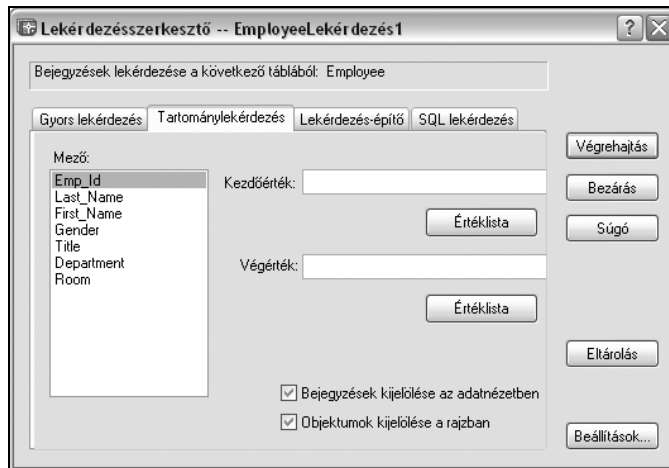 Lekérdezésszerkesztő -- EmployeeLekérdezés1
Bejegyzések lekérdezése a következő táblából: Employee
Gyors lekérdezés
Tartománylekérdezés
Lekérdezés-építő
SQL lekérdezés
Mező:
Emp_Id
Last_Name
First_Name
Gender
Title
Department
Room
Kezdőérték:
Értéklista
Végérték:
Értéklista
Bejegyzések kijelölése az adatnézetben
Objektumok kijelölése a rajzban
Végrehajtás
Bezárás
Súgó
Eltárolás
Beállítások...